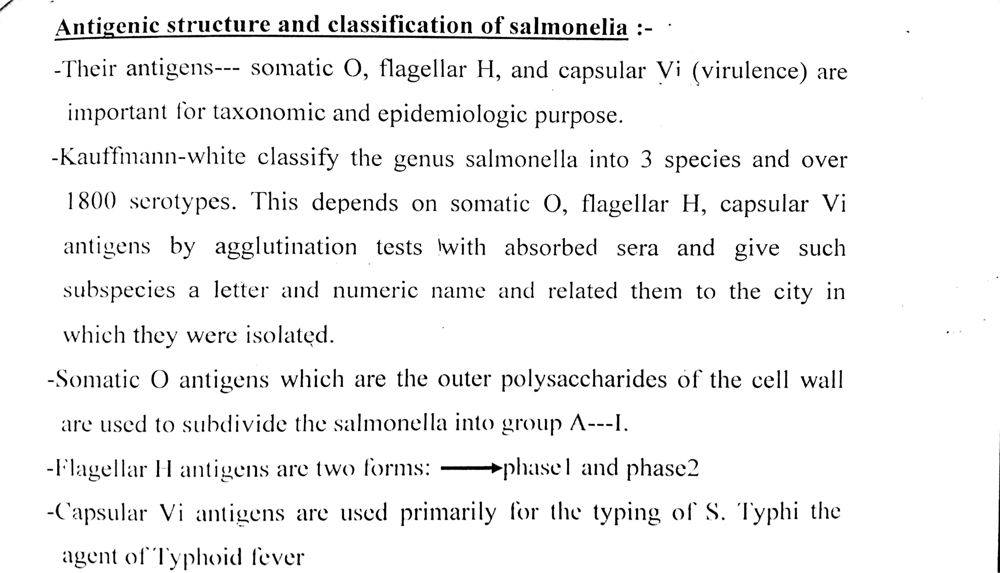 Antigenic structure and classification of salmonella :-
-Their antigens--- somatic O, flagellar H, and capsular Vi (virulence) are
important for taxonomic and epidemiologic purpose.
-Kauffmann-white classify the genus salmonella into 3 species and over
1800 serotypes. This depends on somatic O, flagellar H, capsular Vi
antigens by agglutination tests with absorbed sera and give such
subspecies a letter and numeric name and related them to the city in
which they were isolated.
-Somatic O antigens which are the outer polysaccharides of the cell wall
are used to subdivide the salmonella into group A---I.
-Flagellar H antigens are two forms: →phase1 and phase2
-Capsular Vi antigens are used primarily for the typing of S. Typhi the
agent of Typhoid fever